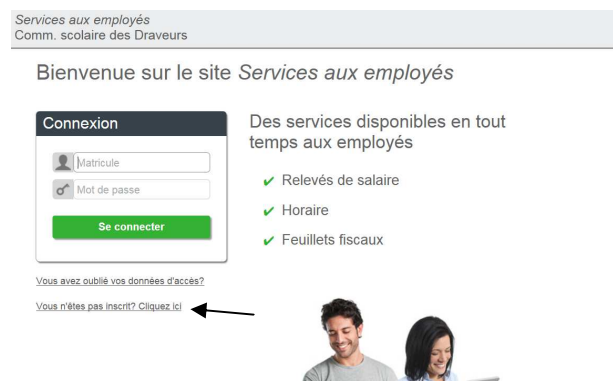 Services aux employés
Comm. scolaire des Draveurs
Bienvenue sur le site Services aux employés
Connexion
Matricule
Mot de passe
Se connecter
Vous avez oublié vos données d'accès?
Vous n'êtes pas inscrit? Cliquez ici
Des services disponibles en tout
temps aux employés
Relevés de salaire
Horaire
Feuillets fiscaux